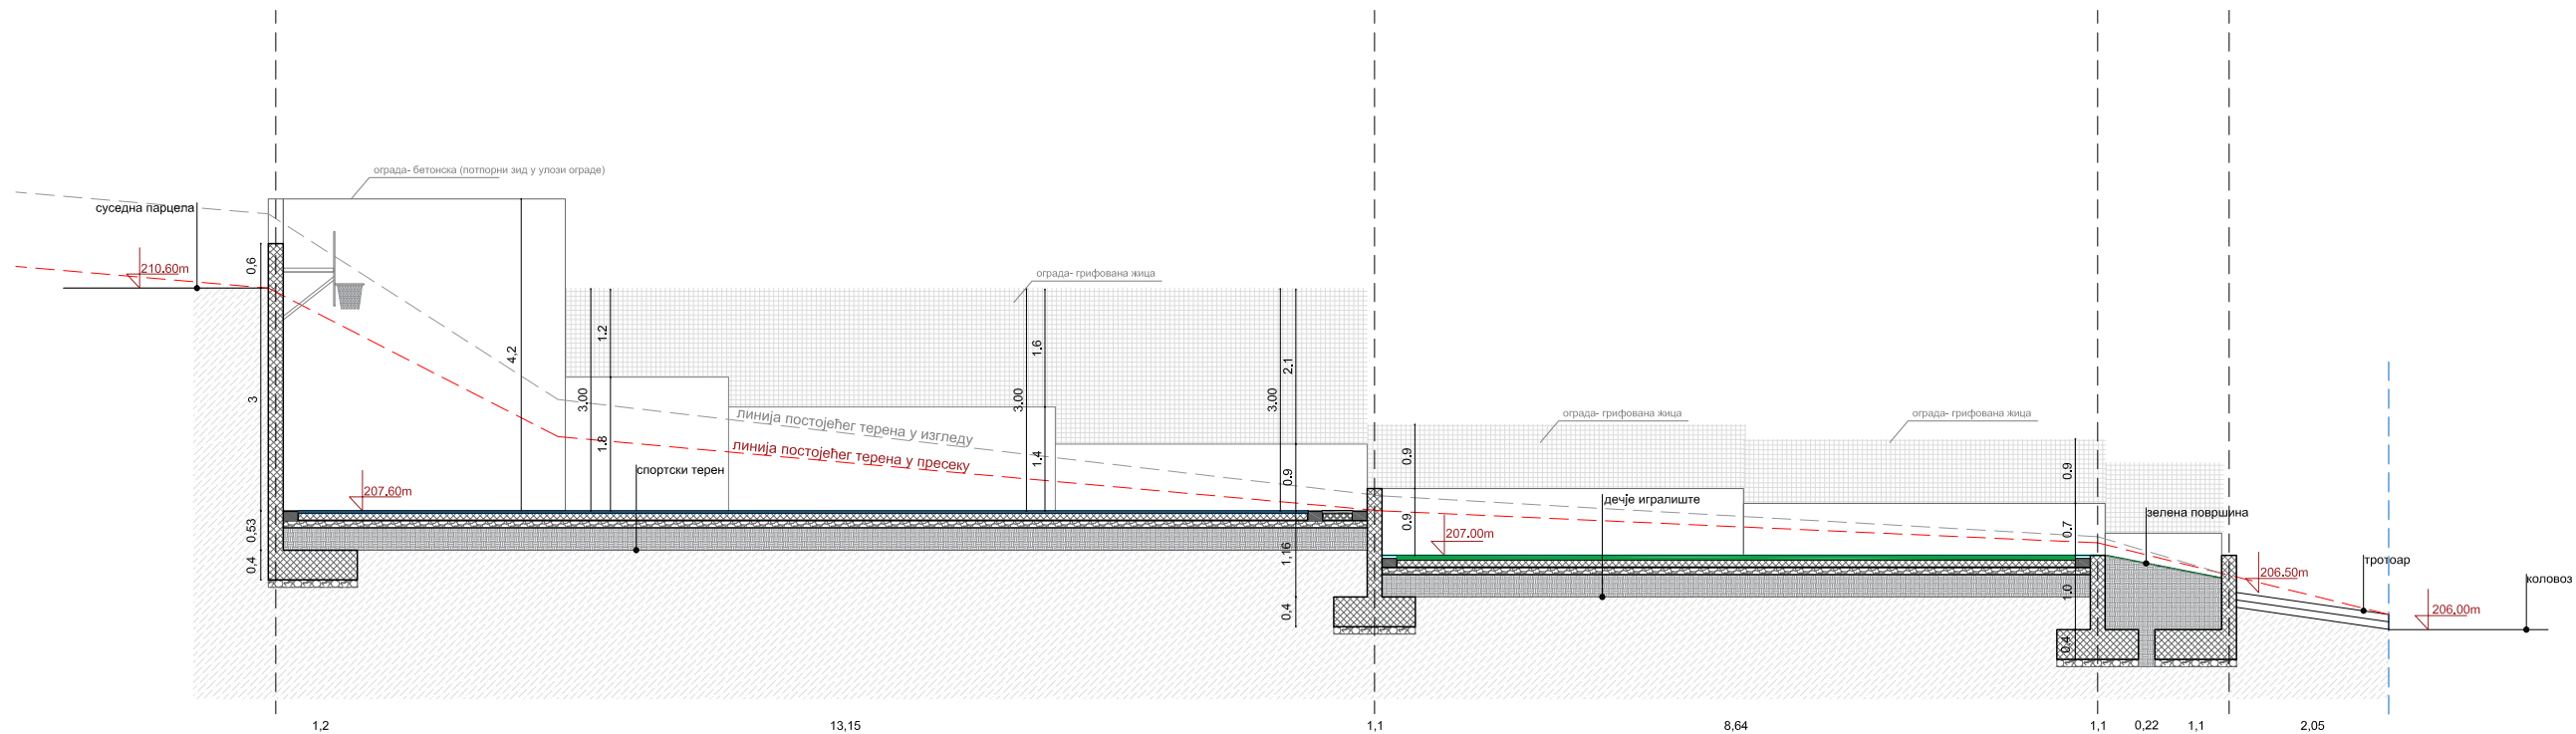 ограда- бетонска (потпорни зид у улози ограде)
суседна парцела
210.60m
ограда- грифована жица
0,6
3
0,53
0,4
4,2
1.2
3.00
1.8
1.6
3.00
1.4
2.1
3.00
0.9
1,16
0,4
линија постојећег терена у изгледу
линија постојећег терена у пресеку
спортски терен
207.60m
ограда- грифована жица
ограда- грифована жица
0.9
0.9
дечје игралиште
207.00m
0.9
0.7
1.0
0.4
зелена површина
206.50m
тротоар
коловоз
206,00m
1,2
13,15
1,1
8,64
1,1
0,22
1,1
2,05